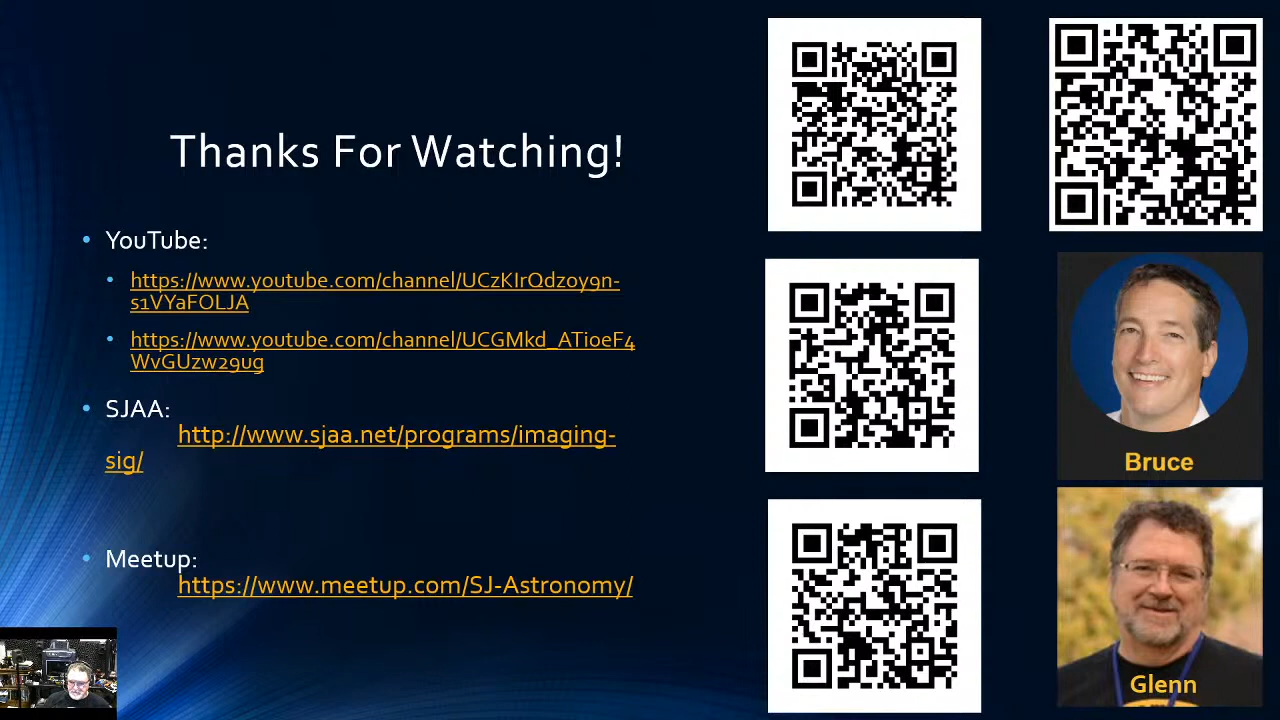 Thanks For Watching!
YouTube:
https://www.youtube.com/channel/UCzKIrQdzoy9n-
s1VYaFOLJA
https://www.youtube.com/channel/UCGMkd_ATioeF4
WvGUzw29ug
SJAA:
http://www.sjaa.net/programs/imaging-
sig/
Meetup:
https://www.meetup.com/SJ-Astronomy/
Bruce
Glenn